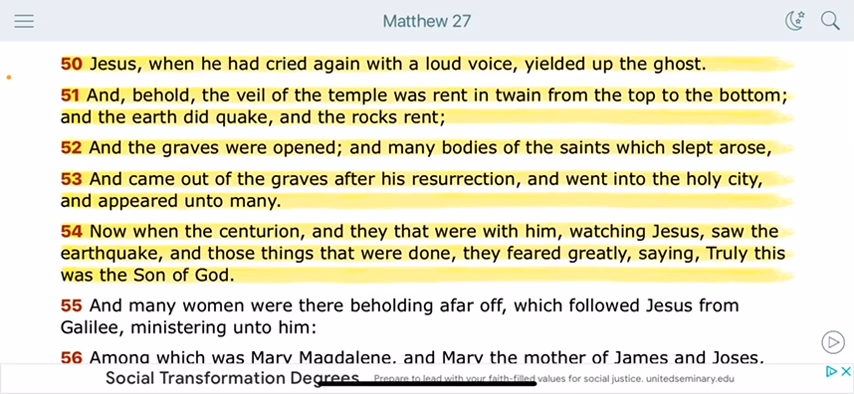 Matthew 27
50 Jesus, when he had cried again with a loud voice, yielded up the ghost.
51 And, behold, the veil of the temple was rent in twain from the top to the bottom;
and the earth did quake, and the rocks rent;
52 And the graves were opened; and many bodies of the saints which slept arose,
53 And came out of the graves after his resurrection, and went into the holy city,
and appeared unto many.
54 Now when the centurion, and they that were with him, watching Jesus, saw the
earthquake, and those things that were done, they feared greatly, saying, Truly this
was the Son of God.
55 And many women were there beholding afar off, which followed Jesus from
Galilee, ministering unto him:
56 Among which was Mary Magdalene, and Mary the mother of James and Joses,
Social Transformation Degrees Prepare to lead with your faith-filled values for social justice. unitedseminary.edu